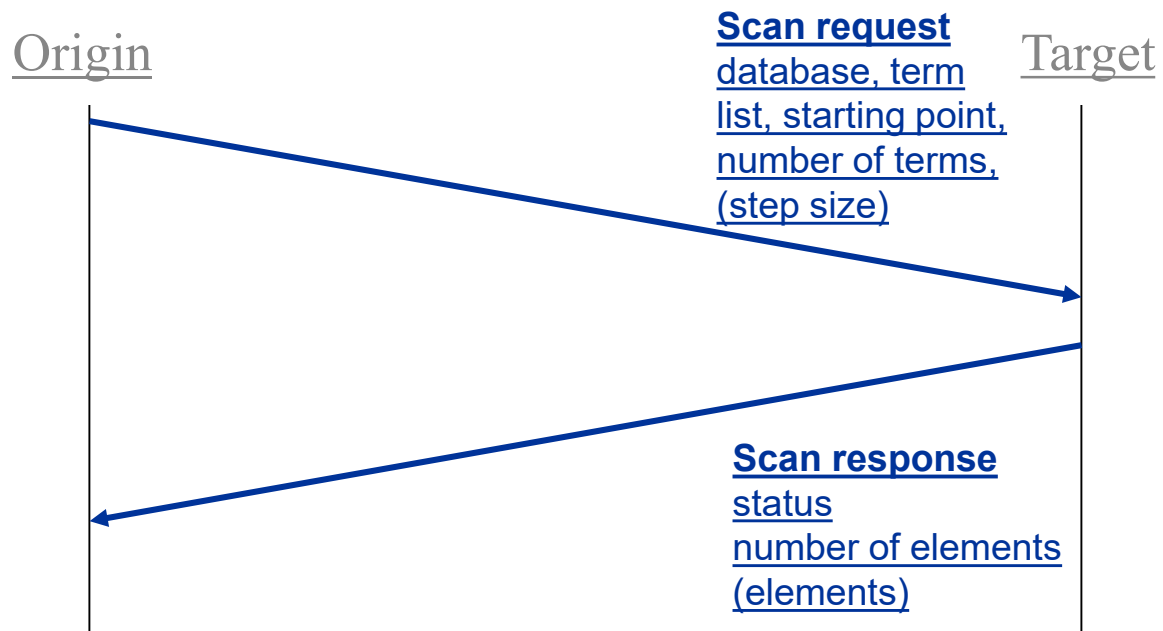 Origin
Target
Scan request
database, term
list, starting point,
number of terms,
(step size)
Scan response
status
number of elements
(elements)